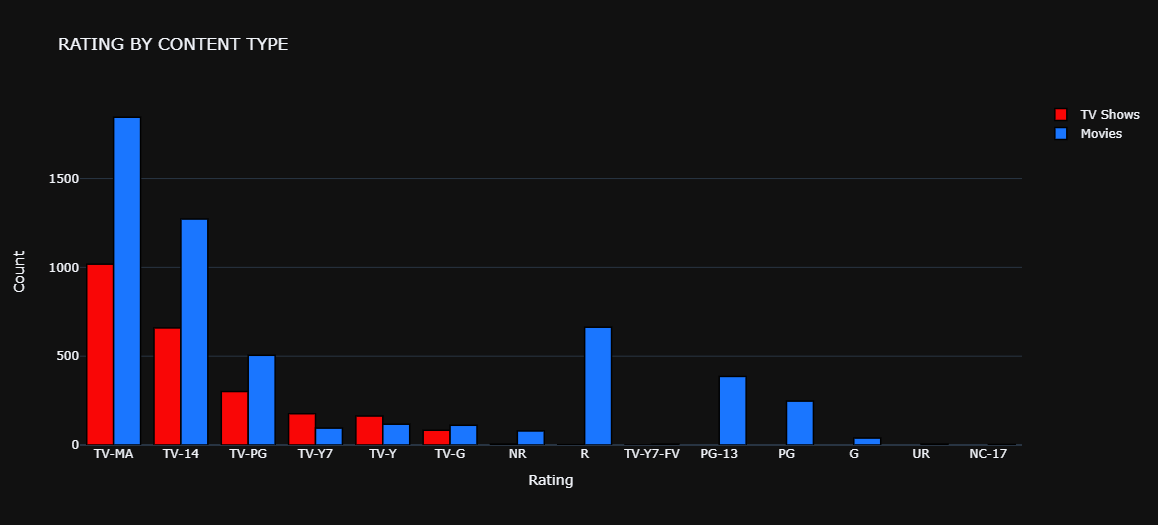 RATING BY CONTENT TYPE
TV Shows
Movies
1500
1000
500
0
Count
TV-MA TV-14 TV-PG TV-Y7 TV-Y TV-G NR R TV-Y7-FV PG-13 PG G UR NC-17
Rating